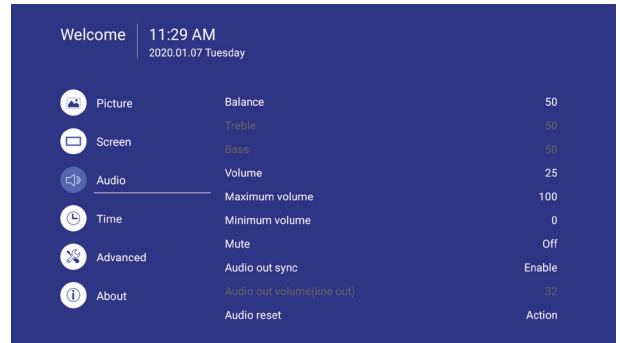 Welcome
11:29 AM
2020.01.07 Tuesday
Picture
Screen
Audio
Time
Advanced
About
Balance 50
Treble 50
Bass 50
Volume 25
Maximum volume 100
Minimum volume 0
Mute Off
Audio out sync Enable
Audio out volume(line out) 32
Audio reset Action